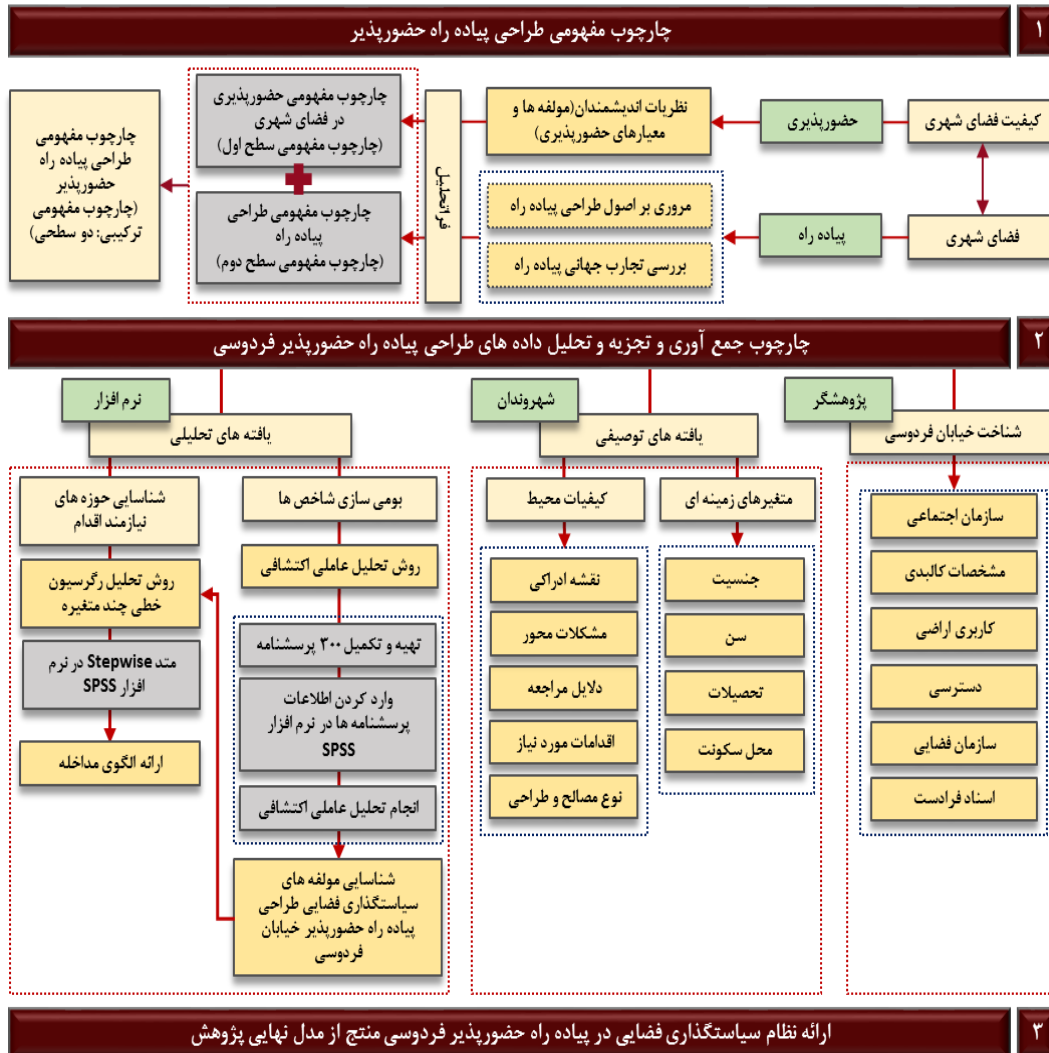 ۱
چارچوب مفهومی طراحی پیاده راه حضورپذیر
کیفیت فضای شهری
حضورپذیری
نظریات اندیشمندان(مولفه ها و
معیارهای حضورپذیری)
فضای شهری
پیاده راه
مروری بر اصول طراحی پیاده راه
بررسی تجارب جهانی پیاده راه
فراتحلیل
چارچوب مفهومی حضورپذیری
در فضای شهری
(چارچوب مفهومی سطح اول)
چارچوب مفهومی طراحی
پیاده راه
(چارچوب مفهومی سطح دوم)
چارچوب مفهومی
طراحی پیاده راه
حضورپذیر
(چارچوب مفهومی
ترکیبی: دو سطحی)
۲
چارچوب جمع آوری و تجزیه و تحلیل داده های طراحی پیاده راه حضورپذیر فردوسی
پژوهشگر
شناخت خیابان فردوسی
سازمان اجتماعی
مشخصات کالبدی
کاربری اراضی
دسترسی
سازمان فضایی
اسناد فرادست
شهروندان
یافته های توصیفی
متغیرهای زمینه ای
جنسیت
سن
تحصیلات
محل سکونت
کیفیات محیط
نقشه ادراکی
مشکلات محور
دلایل مراجعه
اقدامات مورد نیاز
نوع مصالح و طراحی
نرم افزار
یافته های تحلیلی
بومی سازی شاخص ها
روش تحلیل عاملی اکتشافی
تهیه و تکمیل ۳۰۰ پرسشنامه
وارد کردن اطلاعات
پرسشنامه ها در نرم افزار
SPSS
انجام تحلیل عاملی اکتشافی
شناسایی مولفه های
سیاستگذاری فضایی طراحی
پیاده راه حضورپذیر خیابان
فردوسی
شناسایی حوزه های
نیازمند اقدام
روش تحلیل رگرسیون
خطی چند متغیره
متد Stepwise در نرم
افزار SPSS
ارائه الگوی مداخله
۳
ارائه نظام سیاستگذاری فضایی در پیاده راه حضورپذیر فردوسی منتج از مدل نهایی پژوهش